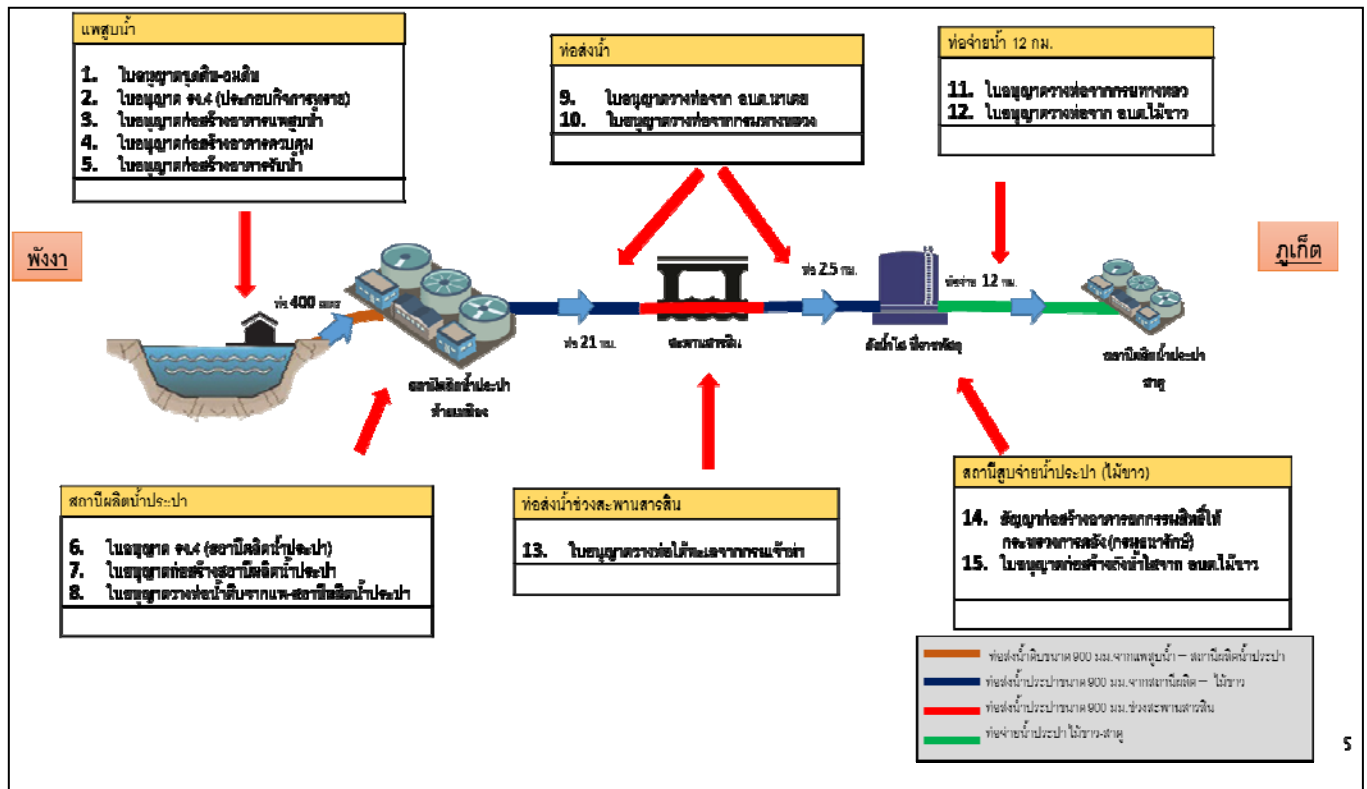 แพสูบน้ำ
1. ใบอนุญาตขุดดิน-ถมดิน
2. ใบอนุญาต รง.4 (ประกอบกิจการดูดทราย)
3. ใบอนุญาตก่อสร้างอาคารแพสูบน้ำ
4. ใบอนุญาตก่อสร้างอาคารควบคุม
5. ใบอนุญาตก่อสร้างอาคารรับน้ำ
ท่อส่งน้ำ
9. ใบอนุญาตวางท่อจาก อบต.นาเตย
10. ใบอนุญาตวางท่อจากกรมทางหลวง
ท่อจ่ายน้ำ 12 กม.
11. ใบอนุญาตวางท่อจากกรมทางหลวง
12. ใบอนุญาตวางท่อจาก อบต.ไม้ขาว
พังงา
ภูเก็ต
ท่อ 400 เมตร
ท่อ 21 กม.
ท่อ 2.5 กม.
ท่อจ่าย 12 กม.
สถานีผลิตน้ำประปา
ท้ายเหมือง
สะพานสารสิน
ถังน้ำใส ที่ราชพัสดุ
สถานีผลิตน้ำประปา
สาคู
สถานีผลิตน้ำประปา
6. ใบอนุญาต รง.4 (สถานีผลิตน้ำประปา)
7. ใบอนุญาตก่อสร้างสถานีผลิตน้ำประปา
8. ใบอนุญาตวางท่อน้ำดิบจากแพ-สถานีผลิตน้ำประปา
ท่อส่งน้ำช่วงสะพานสารสิน
13. ใบอนุญาตวางท่อใต้ทะเลจากกรมเจ้าท่า
สถานีสูบจ่ายน้ำประปา (ไม้ขาว)
14. สัญญาก่อสร้างอาคารยกกรรมสิทธิ์ให้
กระทรวงการคลัง(กรมธนารักษ์)
15. ใบอนุญาตก่อสร้างถังน้ำใสจาก อบต.ไม้ขาว
ท่อส่งน้ำดิบขนาด 900 มม.จากแพสูบน้ำ – สถานีผลิตน้ำประปา
ท่อส่งน้ำประปาขนาด 900 มม.จากสถานีผลิต – ไม้ขาว
ท่อส่งน้ำประปาขนาด 900 มม.ช่วงสะพานสารสิน
ท่อจ่ายน้ำประปา ไม้ขาว-สาคู
5